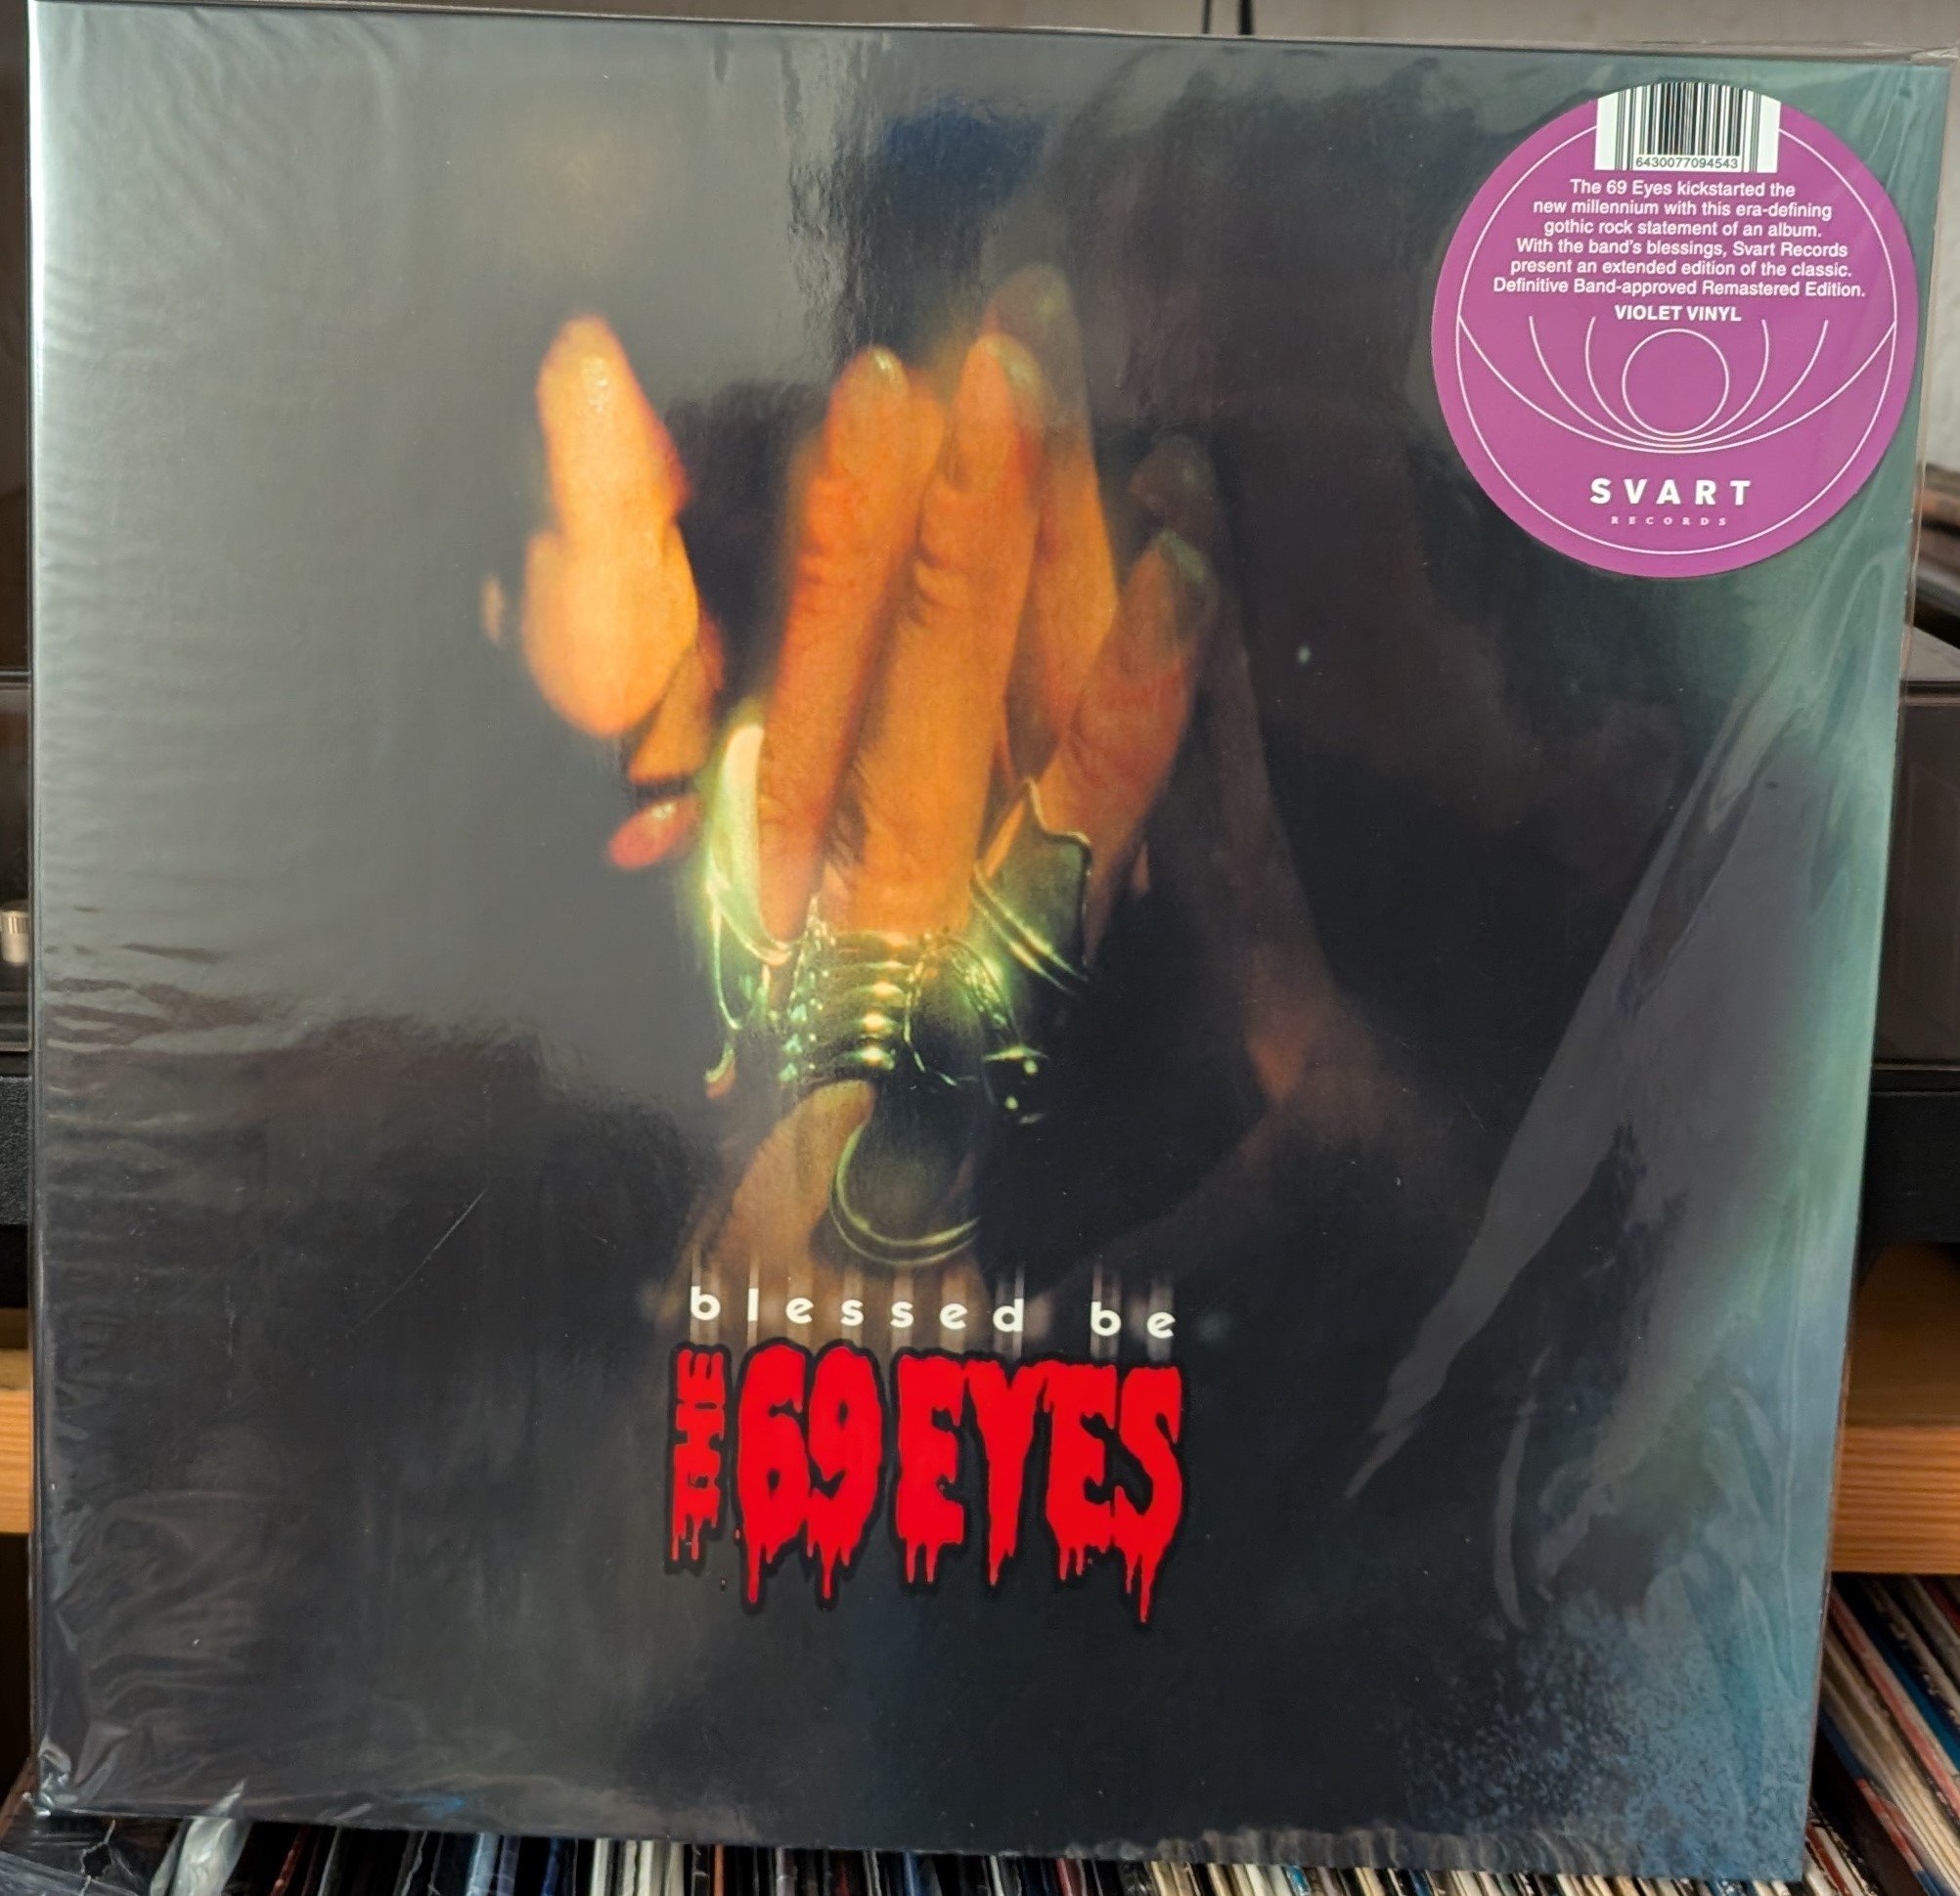 6430077094543
The 69 Eyes kickstarted the
new millennium with this era-defining
gothic rock statement of an album.
With the band's blessings, Svart Records
present an extended edition of the classic.
Definitive Band-approved Remastered Edition.
VIOLET VINYL
SVART
RECORDS
blessed be
THE 69 EYES